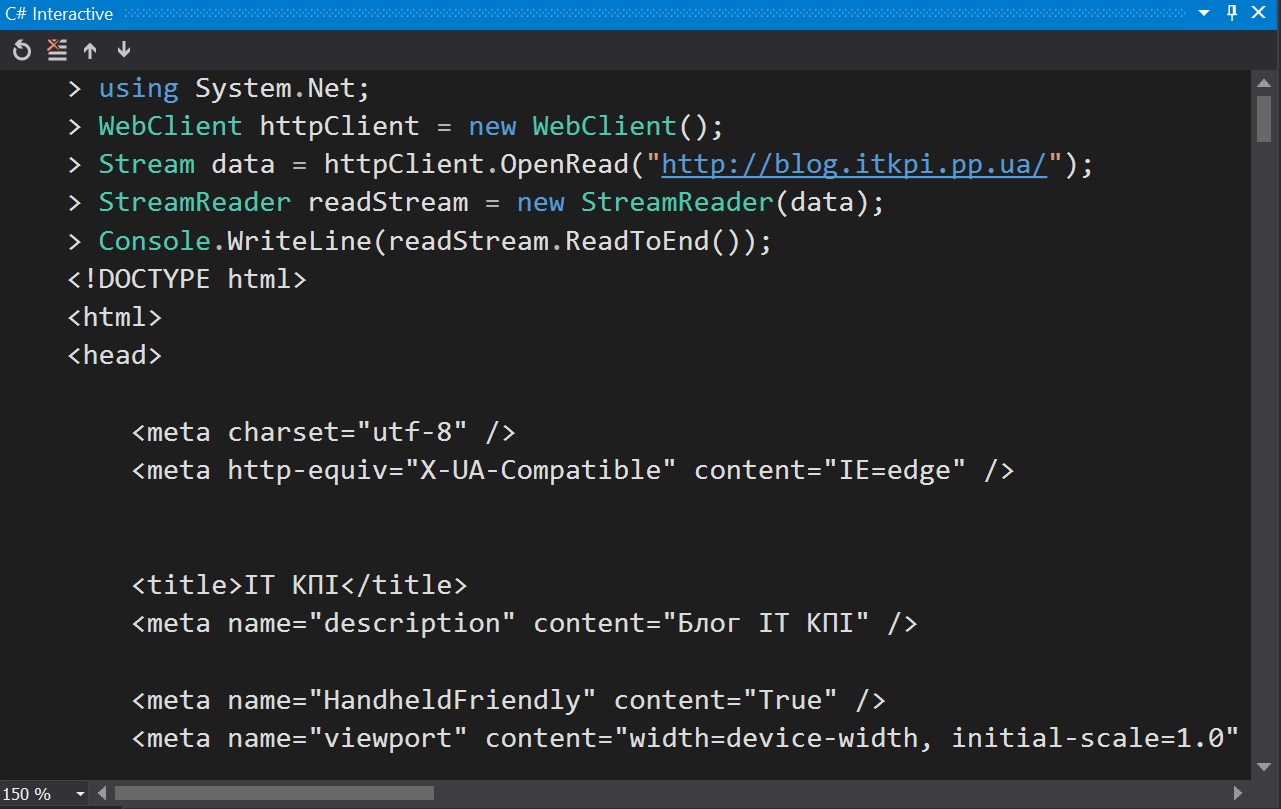 C# Interactive
> using System.Net;
> WebClient httpClient = new WebClient();
> Stream data = httpClient.OpenRead("http://blog.itkpi.pp.ua/");
> StreamReader readStream = new StreamReader(data);
> Console.WriteLine(readStream.ReadToEnd());
<!DOCTYPE html>
<html>
<head>
<meta charset="utf-8" />
<meta http-equiv="X-UA-Compatible" content="IE=edge" />
<title>IT КПІ</title>
<meta name="description" content="Блог IT КПІ" />
<meta name="HandheldFriendly" content="True" />
<meta name="viewport" content="width=device-width, initial-scale=1.0"
150 %